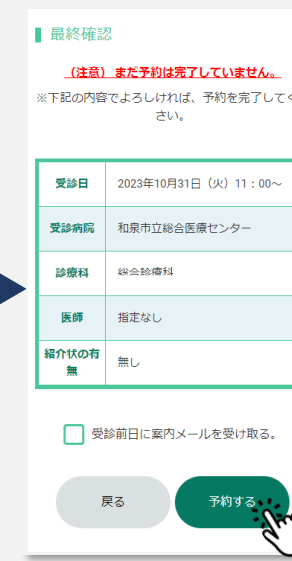 最終確認
（注意）まだ予約は完了していません。
※下記の内容でよろしければ、予約を完了してく
さい。
受診日 2023年10月31日（火）11：00～
受診病院 和泉市立総合医療センター
診療科 総合診療科
医師 指定なし
紹介状の有
無 無し
受診前日に案内メールを受け取る。
戻る 予約する